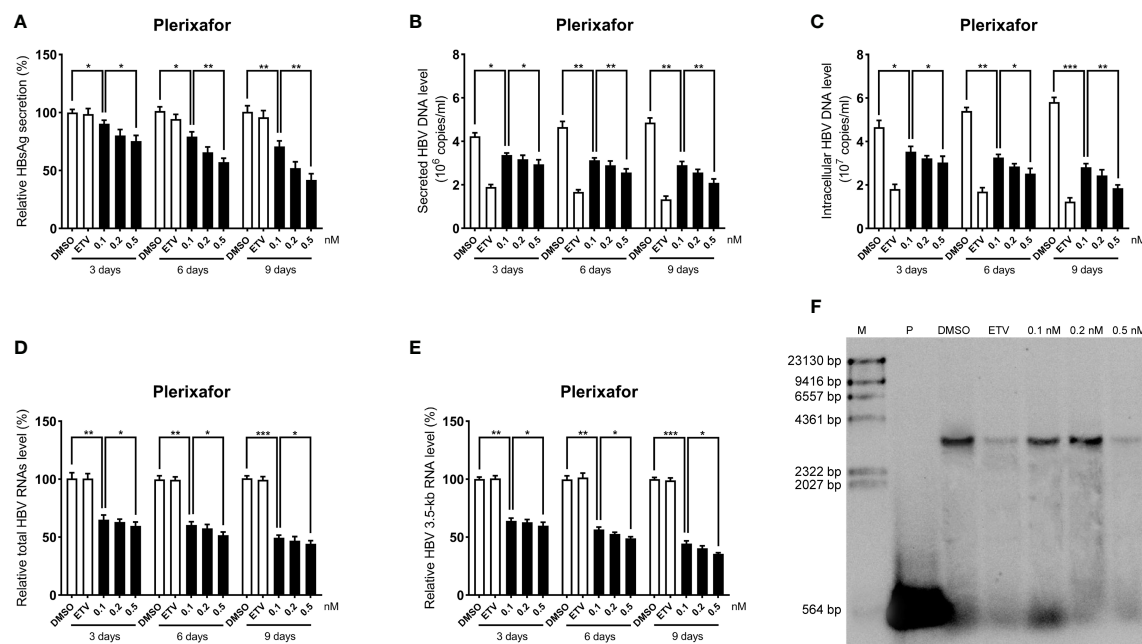 A
Plerixafor
Relative HBsAg secretion (%)
150
100
50
0
* * * ** ** **
DMSO ETV 0.1 0.2 0.5 DMSO ETV 0.1 0.2 0.5 DMSO ETV 0.1 0.2 0.5 nM
3 days 6 days 9 days
B
Plerixafor
Secreted HBV DNA level
(10⁶ copies/ml)
8
6
4
2
0
* * ** ** ** **
DMSO ETV 0.1 0.2 0.5 DMSO ETV 0.1 0.2 0.5 DMSO ETV 0.1 0.2 0.5 nM
3 days 6 days 9 days
C
Plerixafor
Intracellular HBV DNA level
(10⁷ copies/ml)
8
6
4
2
0
* * ** * *** **
DMSO ETV 0.1 0.2 0.5 DMSO ETV 0.1 0.2 0.5 DMSO ETV 0.1 0.2 0.5 nM
3 days 6 days 9 days
D
Plerixafor
Relative total HBV RNAs level (%)
150
100
50
0
** * ** * *** *
DMSO ETV 0.1 0.2 0.5 DMSO ETV 0.1 0.2 0.5 DMSO ETV 0.1 0.2 0.5 nM
3 days 6 days 9 days
E
Plerixafor
Relative HBV 3.5-kb RNA level (%)
150
100
50
0
** * ** * *** *
DMSO ETV 0.1 0.2 0.5 DMSO ETV 0.1 0.2 0.5 DMSO ETV 0.1 0.2 0.5 nM
3 days 6 days 9 days
F
M P DMSO ETV 0.1 nM 0.2 nM 0.5 nM
23130 bp
9416 bp
6557 bp
4361 bp
2322 bp
2027 bp
564 bp